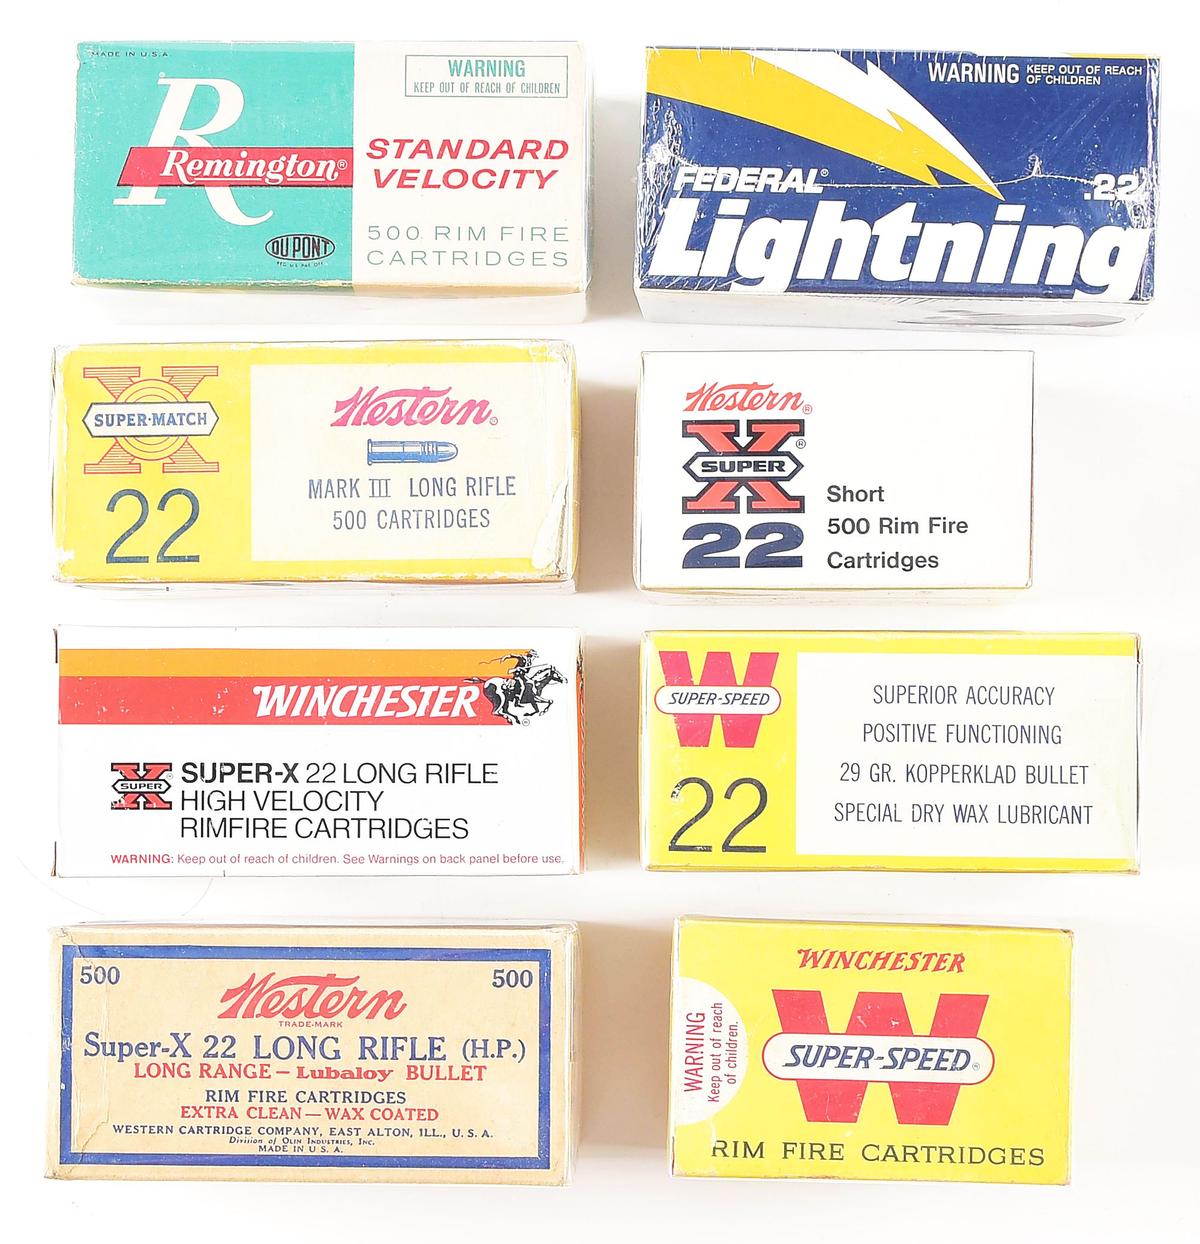 MADE IN U.S.A
R
Remington®
DU PONT
REG. U.S. PAT. OFF.
WARNING
KEEP OUT OF REACH OF CHILDREN
STANDARD
VELOCITY
500 RIM FIRE
CARTRIDGES
WARNING KEEP OUT OF REACH
OF CHILDREN
FEDERAL®
.22
Lightning
X
SUPER·MATCH
22
Western®
MARK III LONG RIFLE
500 CARTRIDGES
Western®
X®
SUPER
22
Short
500 Rim Fire
Cartridges
WINCHESTER
®
X®
SUPER
SUPER-X 22 LONG RIFLE
HIGH VELOCITY
RIMFIRE CARTRIDGES
WARNING: Keep out of reach of children. See Warnings on back panel before use.
W
SUPER-SPEED
22
SUPERIOR ACCURACY
POSITIVE FUNCTIONING
29 GR. KOPPERKLAD BULLET
SPECIAL DRY WAX LUBRICANT
500 500
Western
TRADE-MARK
Super-X 22 LONG RIFLE (H.P.)
LONG RANGE — Lubaloy BULLET
RIM FIRE CARTRIDGES
EXTRA CLEAN — WAX COATED
WESTERN CARTRIDGE COMPANY, EAST ALTON, ILL., U.S.A.
Division of OLIN INDUSTRIES, INC.
MADE IN U.S.A.
WARNING
Keep out of reach
of children.
WINCHESTER
W
SUPER-SPEED®
RIM FIRE CARTRIDGES